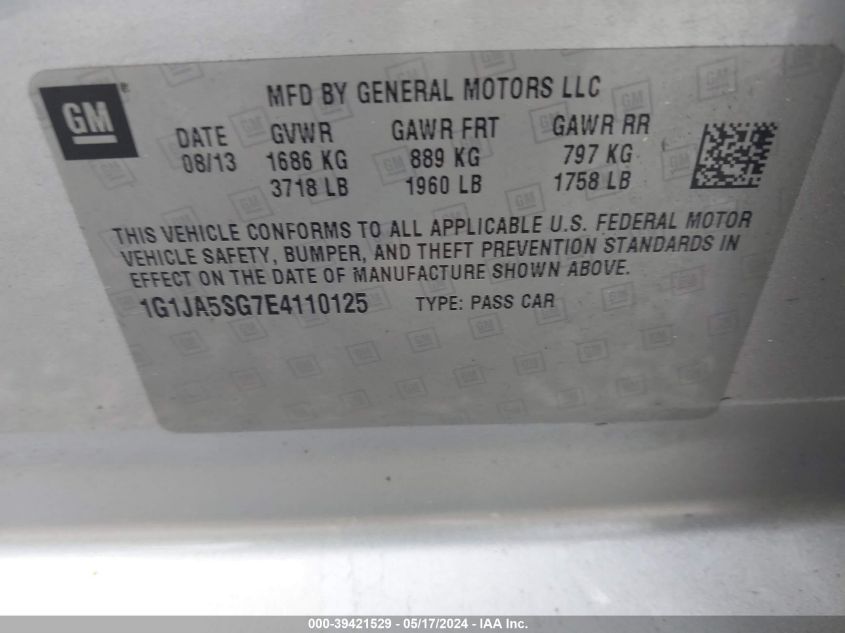 GM®
MFD BY GENERAL MOTORS LLC
DATE GVWR GAWR FRT GAWR RR
08/13 1686 KG 889 KG 797 KG
3718 LB 1960 LB 1758 LB
THIS VEHICLE CONFORMS TO ALL APPLICABLE U.S. FEDERAL MOTOR
VEHICLE SAFETY, BUMPER, AND THEFT PREVENTION STANDARDS IN
EFFECT ON THE DATE OF MANUFACTURE SHOWN ABOVE.
1G1JA5SG7E4110125 TYPE: PASS CAR
000-39421529 - 05/17/2024 - IAA Inc.